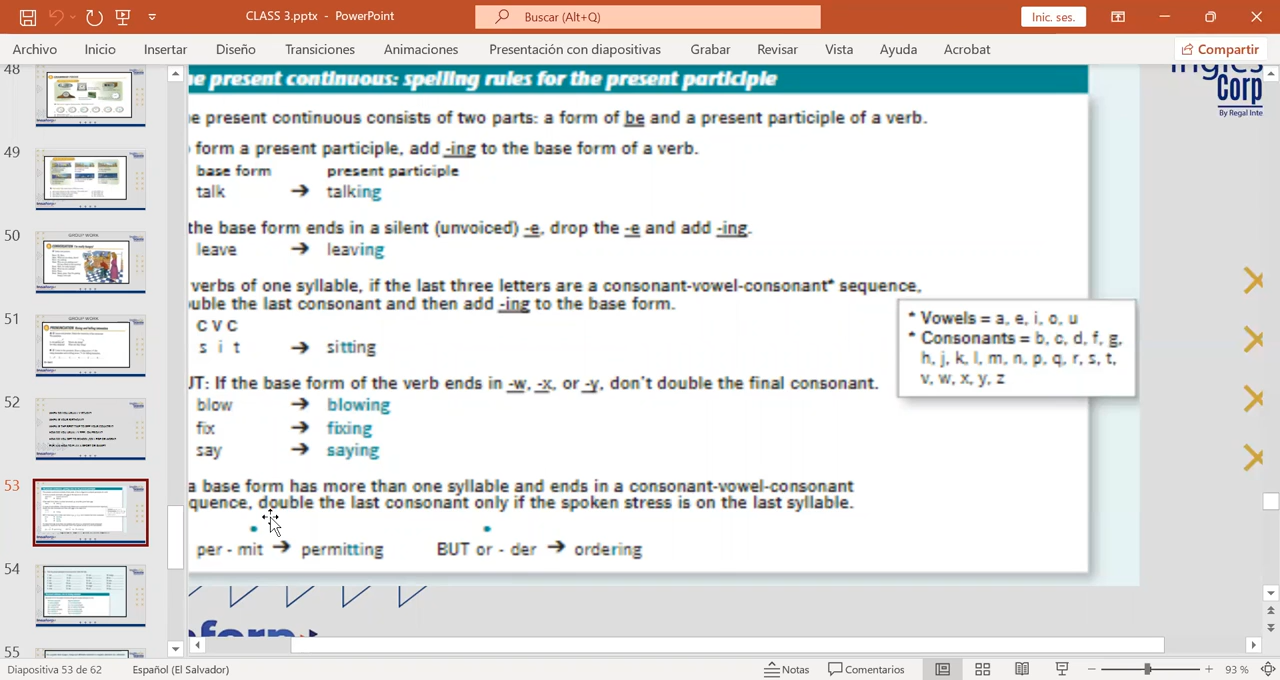 CLASS 3.pptx - PowerPoint
Buscar (Alt+Q)
Inic. ses.
Archivo Inicio Insertar Diseño Transiciones Animaciones Presentación con diapositivas Grabar Revisar Vista Ayuda Acrobat Compartir
48
49
50
51
52
53
54
55
GROUP WORK
GROUP WORK
he present continuous: spelling rules for the present participle
e present continuous consists of two parts: a form of be and a present participle of a verb.
form a present participle, add -ing to the base form of a verb.
base form present participle
talk → talking
the base form ends in a silent (unvoiced) -e, drop the -e and add -ing.
leave → leaving
verbs of one syllable, if the last three letters are a consonant-vowel-consonant* sequence,
uble the last consonant and then add -ing to the base form.
C V C
s i t → sitting
UT: If the base form of the verb ends in -w, -x, or -y, don't double the final consonant.
blow → blowing
fix → fixing
say → saying
a base form has more than one syllable and ends in a consonant-vowel-consonant
quence, double the last consonant only if the spoken stress is on the last syllable.
per - mit → permitting BUT or - der → ordering
* Vowels = a, e, i, o, u
* Consonants = b, c, d, f, g,
h, j, k, l, m, n, p, q, r, s, t,
v, w, x, y, z
Inglés
Corp
By Regal Inte
Diapositiva 53 de 62 Español (El Salvador) Notas Comentarios 93 %